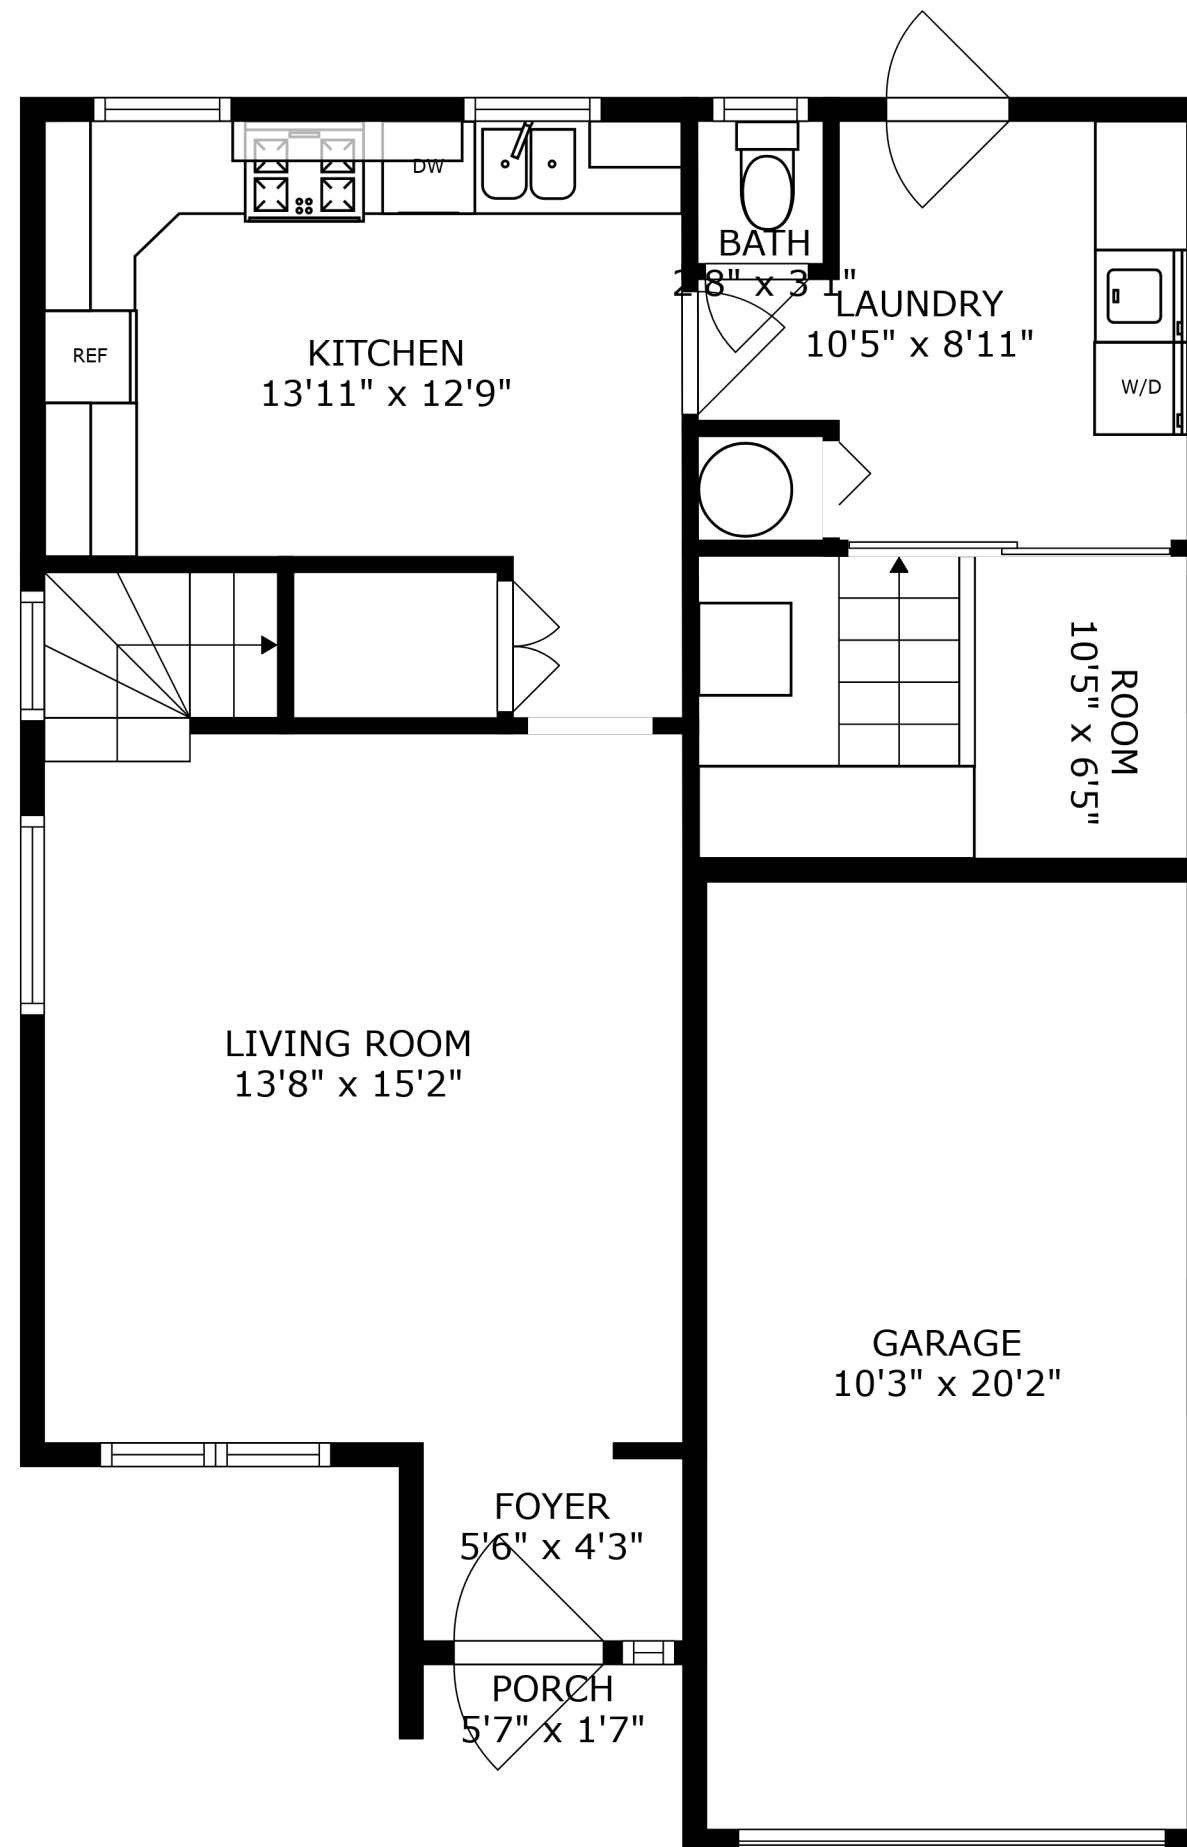 DW
BATH
2'8" x 3'1"
LAUNDRY
10'5" x 8'11"
KITCHEN
13'11" x 12'9"
REF
W/D
ROOM
10'5" x 6'5"
LIVING ROOM
13'8" x 15'2"
GARAGE
10'3" x 20'2"
FOYER
5'6" x 4'3"
PORCH
5'7" x 1'7"